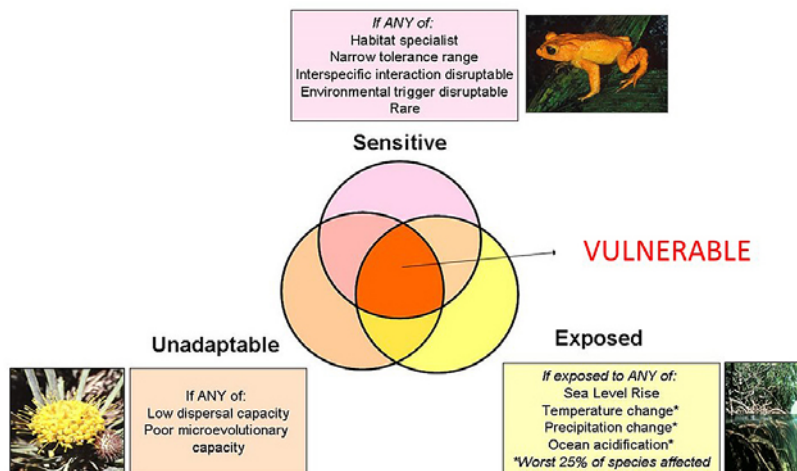 If ANY of:
Habitat specialist
Narrow tolerance range
Interspecific interaction disruptable
Environmental trigger disruptable
Rare
Sensitive
VULNERABLE
Unadaptable
If ANY of:
Low dispersal capacity
Poor microevolutionary
capacity
Exposed
If exposed to ANY of:
Sea Level Rise
Temperature change*
Precipitation change*
Ocean acidification*
*Worst 25% of species affected